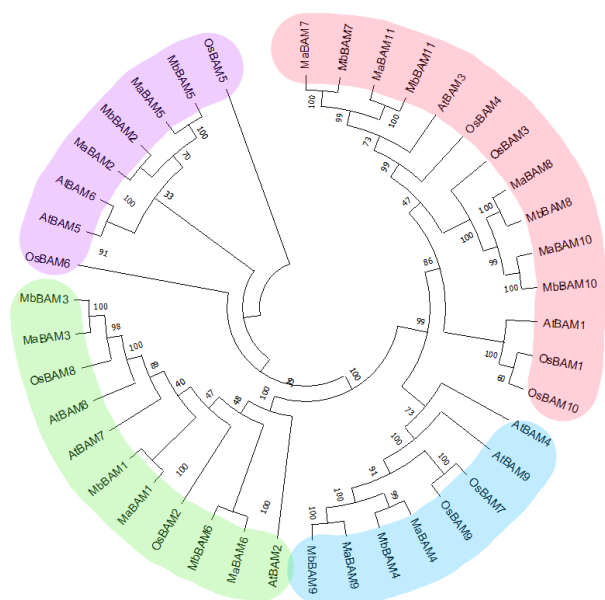 MaBAM7
MbBAM7
MaBAM11
MbBAM11
AtBAM3
OsBAM4
OsBAM3
MaBAM8
MbBAM8
MaBAM10
MbBAM10
AtBAM1
OsBAM1
OsBAM10
AtBAM4
AtBAM9
OsBAM7
OsBAM9
MaBAM4
MbBAM4
MaBAM9
MbBAM9
AtBAM2
MaBAM6
MbBAM6
OsBAM2
MaBAM1
MbBAM1
AtBAM7
AtBAM8
OsBAM8
MaBAM3
MbBAM3
OsBAM6
AtBAM5
AtBAM6
MaBAM2
MbBAM2
MaBAM5
MbBAM5
OsBAM5
100
99
100
73
99
47
100
100
99
100
86
99
100
60
73
100
91
100
100
99
100
100
100
100
48
47
40
100
100
98
100
91
100
70
100
33